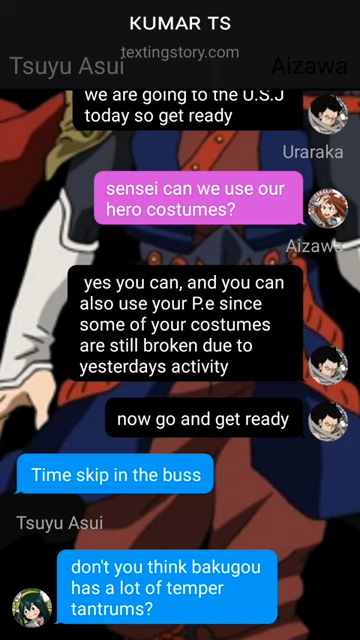 KUMAR TS
textingstory.com
Tsuyu Asui
Aizawa
we are going to the U.S.J
today so get ready
Uraraka
sensei can we use our
hero costumes?
Aizawa
yes you can, and you can
also use your P.e since
some of your costumes
are still broken due to
yesterdays activity
now go and get ready
Time skip in the buss
Tsuyu Asui
don't you think bakugou
has a lot of temper
tantrums?